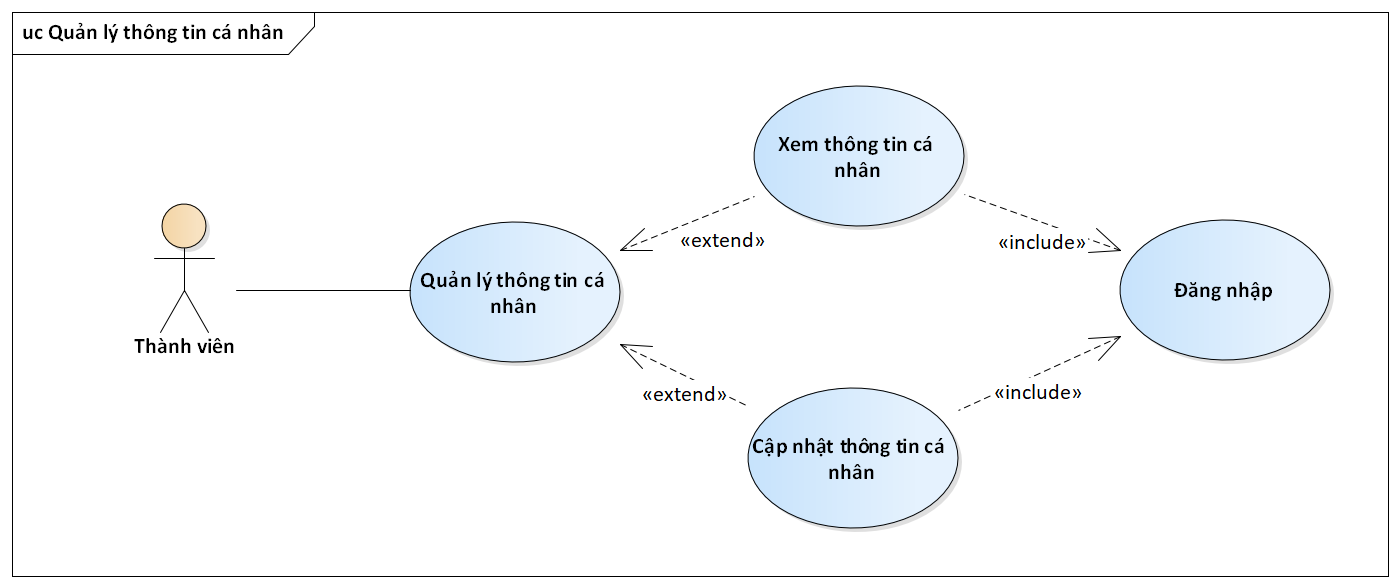 uc Quản lý thông tin cá nhân
Xem thông tin cá
nhân
«extend»
«include»
Quản lý thông tin cá
nhân
Đăng nhập
Thành viên
«extend»
«include»
Cập nhật thông tin cá
nhân